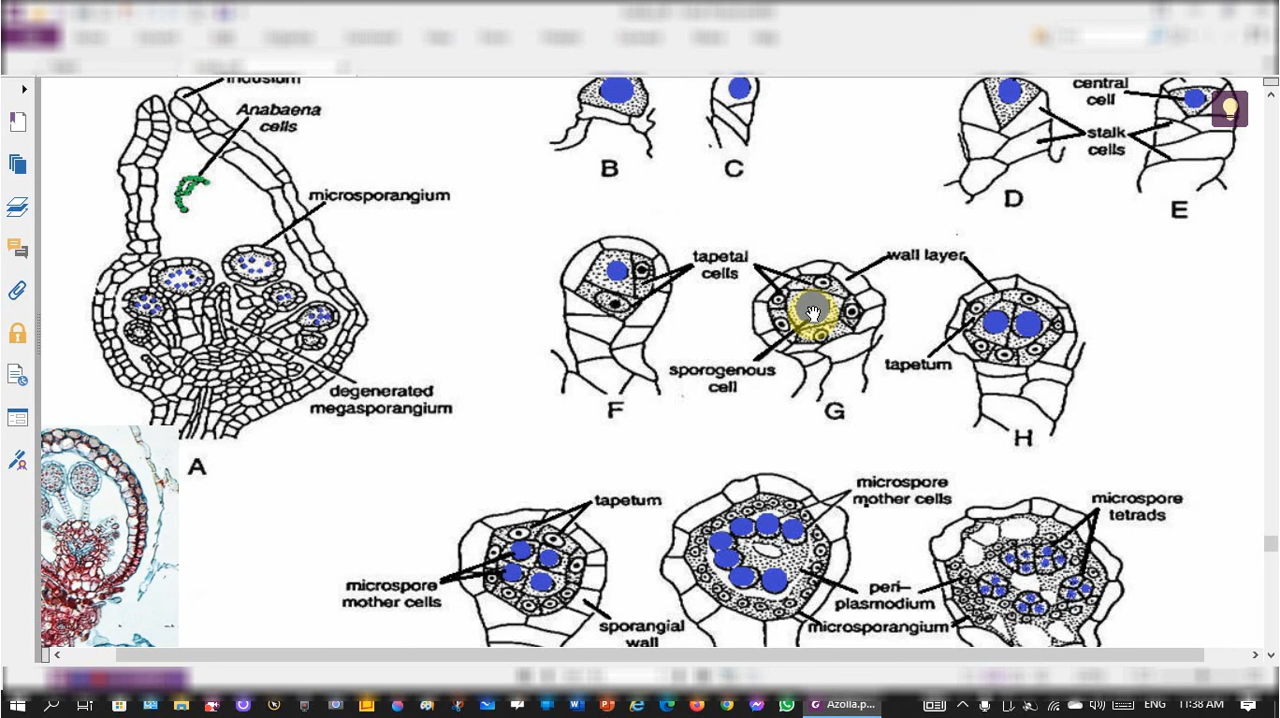 indusium
Anabaena
cells
microsporangium
degenerated
megasporangium
A
B
C
D
E
central
cell
stalk
cells
tapetal
cells
wall layer
sporogenous
cell
tapetum
F
G
H
tapetum
microspore
mother cells
sporangial
wall
microspore
mother cells
peri-
plasmodium
microsporangium
microspore
tetrads
Azolla.p...
ENG
11:38 AM